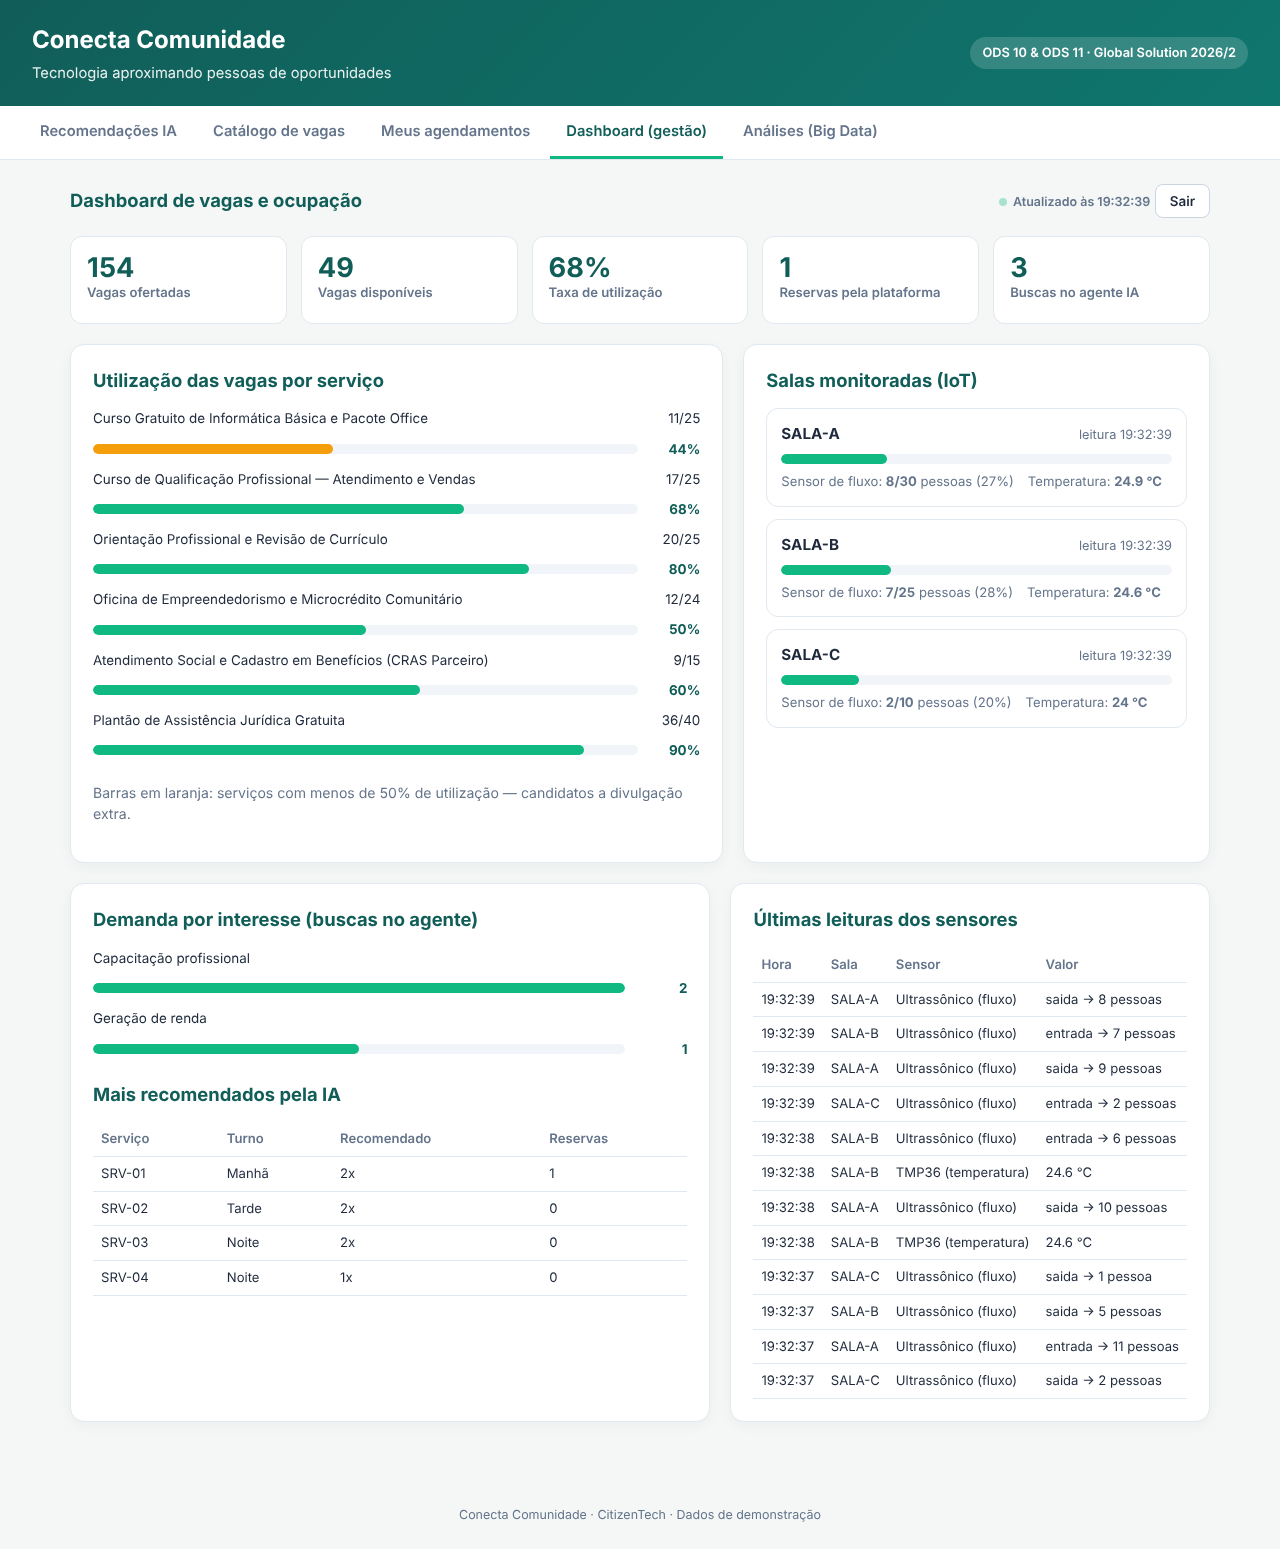 Conecta Comunidade
Tecnologia aproximando pessoas de oportunidades
ODS 10 & ODS 11 · Global Solution 2026/2
Recomendações IA
Catálogo de vagas
Meus agendamentos
Dashboard (gestão)
Análises (Big Data)
Dashboard de vagas e ocupação
Atualizado às 19:32:39
Sair
154
Vagas ofertadas
49
Vagas disponíveis
68%
Taxa de utilização
1
Reservas pela plataforma
3
Buscas no agente IA
Utilização das vagas por serviço
Curso Gratuito de Informática Básica e Pacote Office 11/25
44%
Curso de Qualificação Profissional — Atendimento e Vendas 17/25
68%
Orientação Profissional e Revisão de Currículo 20/25
80%
Oficina de Empreendedorismo e Microcrédito Comunitário 12/24
50%
Atendimento Social e Cadastro em Benefícios (CRAS Parceiro) 9/15
60%
Plantão de Assistência Jurídica Gratuita 36/40
90%
Barras em laranja: serviços com menos de 50% de utilização — candidatos a divulgação
extra.
Salas monitoradas (IoT)
SALA-A leitura 19:32:39
Sensor de fluxo: 8/30 pessoas (27%) Temperatura: 24.9 °C
SALA-B leitura 19:32:39
Sensor de fluxo: 7/25 pessoas (28%) Temperatura: 24.6 °C
SALA-C leitura 19:32:39
Sensor de fluxo: 2/10 pessoas (20%) Temperatura: 24 °C
Demanda por interesse (buscas no agente)
Capacitação profissional
2
Geração de renda
1
Mais recomendados pela IA
Serviço Turno Recomendado Reservas
SRV-01 Manhã 2x 1
SRV-02 Tarde 2x 0
SRV-03 Noite 2x 0
SRV-04 Noite 1x 0
Últimas leituras dos sensores
Hora Sala Sensor Valor
19:32:39 SALA-A Ultrassônico (fluxo) saida → 8 pessoas
19:32:39 SALA-B Ultrassônico (fluxo) entrada → 7 pessoas
19:32:39 SALA-A Ultrassônico (fluxo) saida → 9 pessoas
19:32:39 SALA-C Ultrassônico (fluxo) entrada → 2 pessoas
19:32:38 SALA-B Ultrassônico (fluxo) entrada → 6 pessoas
19:32:38 SALA-B TMP36 (temperatura) 24.6 °C
19:32:38 SALA-A Ultrassônico (fluxo) saida → 10 pessoas
19:32:38 SALA-B TMP36 (temperatura) 24.6 °C
19:32:37 SALA-C Ultrassônico (fluxo) saida → 1 pessoa
19:32:37 SALA-B Ultrassônico (fluxo) saida → 5 pessoas
19:32:37 SALA-A Ultrassônico (fluxo) entrada → 11 pessoas
19:32:37 SALA-C Ultrassônico (fluxo) saida → 2 pessoas
Conecta Comunidade · CitizenTech · Dados de demonstração